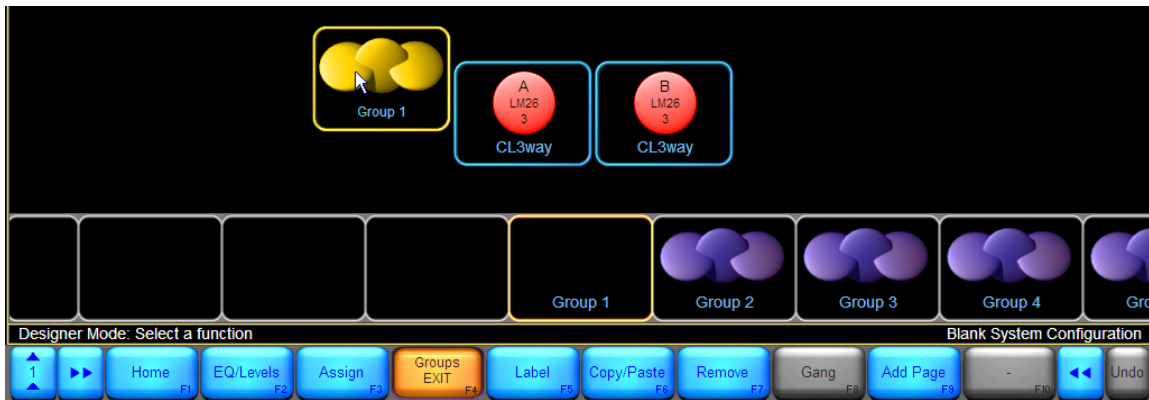 Group 1
A
LM26
3
CL3way
B
LM26
3
CL3way
Group 1
Group 2
Group 3
Group 4
Gro
Designer Mode: Select a function
Blank System Configuration
1
Home
F1
EQ/Levels
F2
Assign
F3
Groups
EXIT
F4
Label
F5
Copy/Paste
F6
Remove
F7
Gang
F8
Add Page
F9
-
F10
Undo